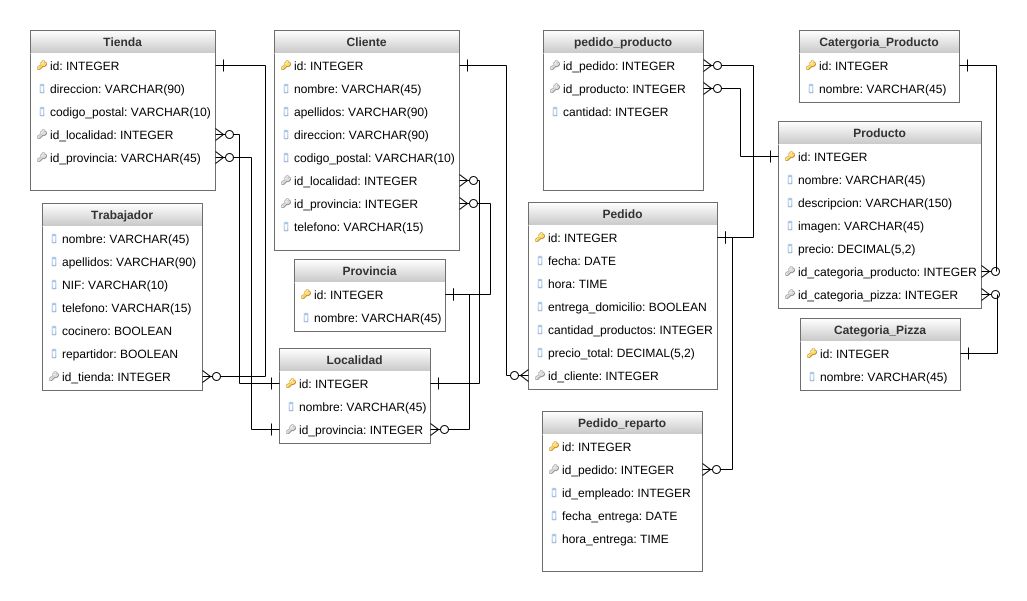 Tienda
id: INTEGER
direccion: VARCHAR(90)
codigo_postal: VARCHAR(10)
id_localidad: INTEGER
id_provincia: VARCHAR(45)
Trabajador
nombre: VARCHAR(45)
apellidos: VARCHAR(90)
NIF: VARCHAR(10)
telefono: VARCHAR(15)
cocinero: BOOLEAN
repartidor: BOOLEAN
id_tienda: INTEGER
Cliente
id: INTEGER
nombre: VARCHAR(45)
apellidos: VARCHAR(90)
direccion: VARCHAR(90)
codigo_postal: VARCHAR(10)
id_localidad: INTEGER
id_provincia: INTEGER
telefono: VARCHAR(15)
Provincia
id: INTEGER
nombre: VARCHAR(45)
Localidad
id: INTEGER
nombre: VARCHAR(45)
id_provincia: INTEGER
pedido_producto
id_pedido: INTEGER
id_producto: INTEGER
cantidad: INTEGER
Pedido
id: INTEGER
fecha: DATE
hora: TIME
entrega_domicilio: BOOLEAN
cantidad_productos: INTEGER
precio_total: DECIMAL(5,2)
id_cliente: INTEGER
Pedido_reparto
id: INTEGER
id_pedido: INTEGER
id_empleado: INTEGER
fecha_entrega: DATE
hora_entrega: TIME
Catergoria_Producto
id: INTEGER
nombre: VARCHAR(45)
Producto
id: INTEGER
nombre: VARCHAR(45)
descripcion: VARCHAR(150)
imagen: VARCHAR(45)
precio: DECIMAL(5,2)
id_categoria_producto: INTEGER
id_categoria_pizza: INTEGER
Categoria_Pizza
id: INTEGER
nombre: VARCHAR(45)